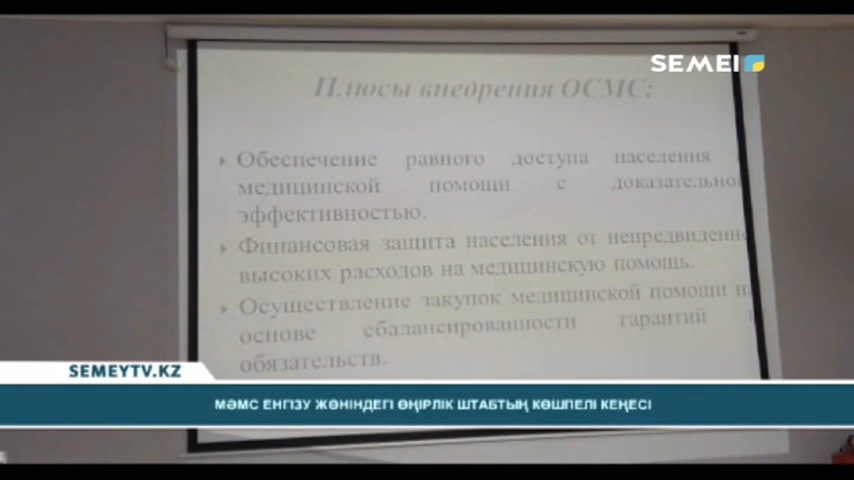 SEMEI
Плюсы внедрения ОСМС:
Обеспечение равного доступа населения
медицинской помощи с доказательной
эффективностью.
Финансовая защита населения от непредвиденно
высоких расходов на медицинскую помощь.
Осуществление закупок медицинской помощи на
основе сбалансированности гарантий и
обязательств.
SEMEYTV.KZ
МӘМС ЕНГІЗУ ЖӨНІНДЕГІ ӨҢІРЛІК ШТАБТЫҢ КӨШПЕЛІ КЕҢЕСІ